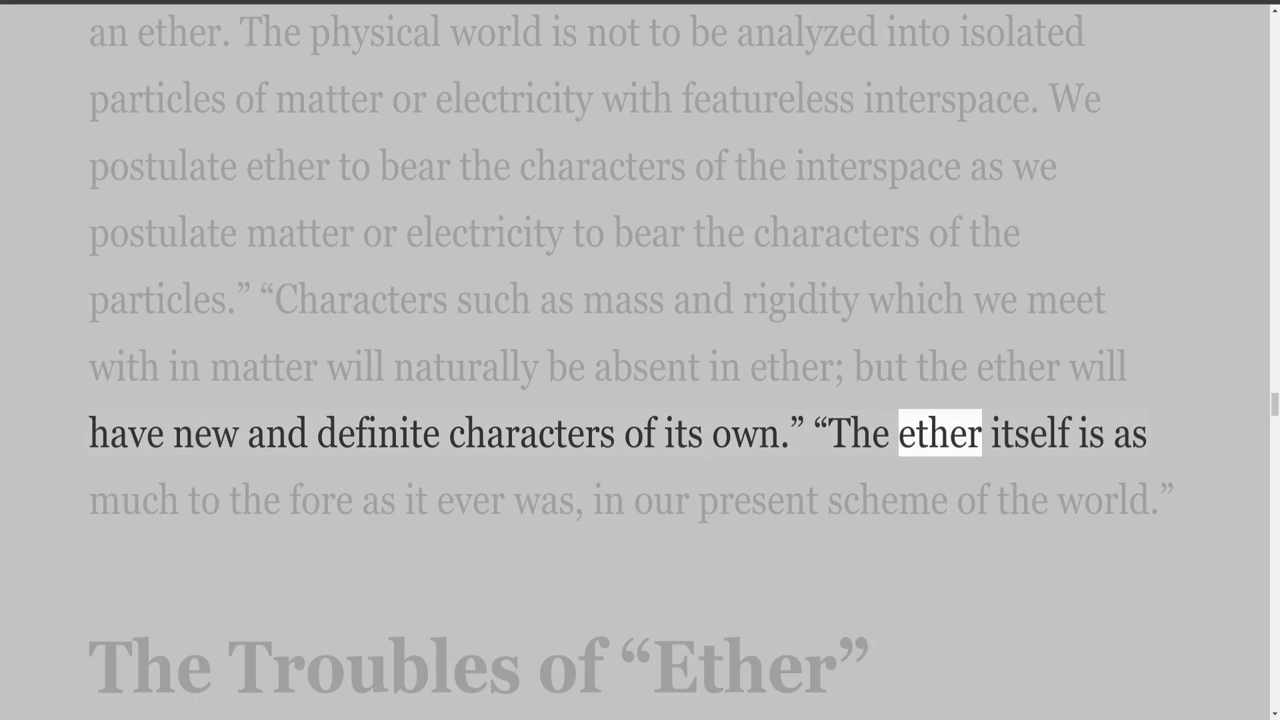 an ether. The physical world is not to be analyzed into isolated
particles of matter or electricity with featureless interspace. We
postulate ether to bear the characters of the interspace as we
postulate matter or electricity to bear the characters of the
particles.” “Characters such as mass and rigidity which we meet
with in matter will naturally be absent in ether; but the ether will
have new and definite characters of its own.” “The ether itself is as
much to the fore as it ever was, in our present scheme of the world.”
The Troubles of “Ether”